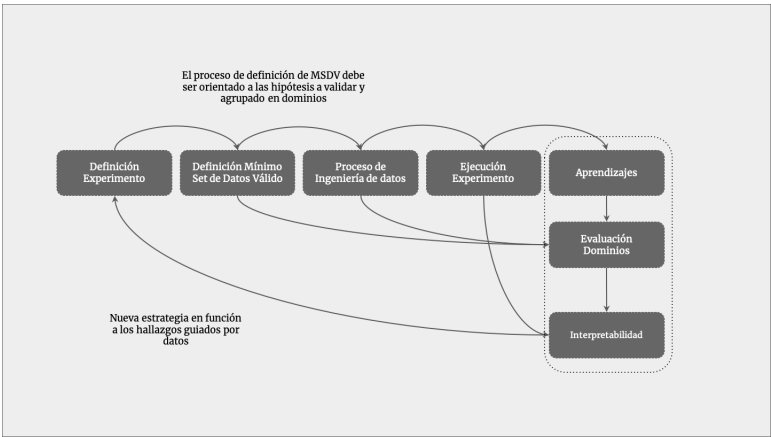 El proceso de definición de MSDV debe
ser orientado a las hipótesis a validar y
agrupado en dominios
Definición
Experimento
Definición Mínimo
Set de Datos Válido
Proceso de
Ingeniería de datos
Ejecución
Experimento
Aprendizajes
Evaluación
Dominios
Interpretabilidad
Nueva estrategia en función
a los hallazgos guiados por
datos